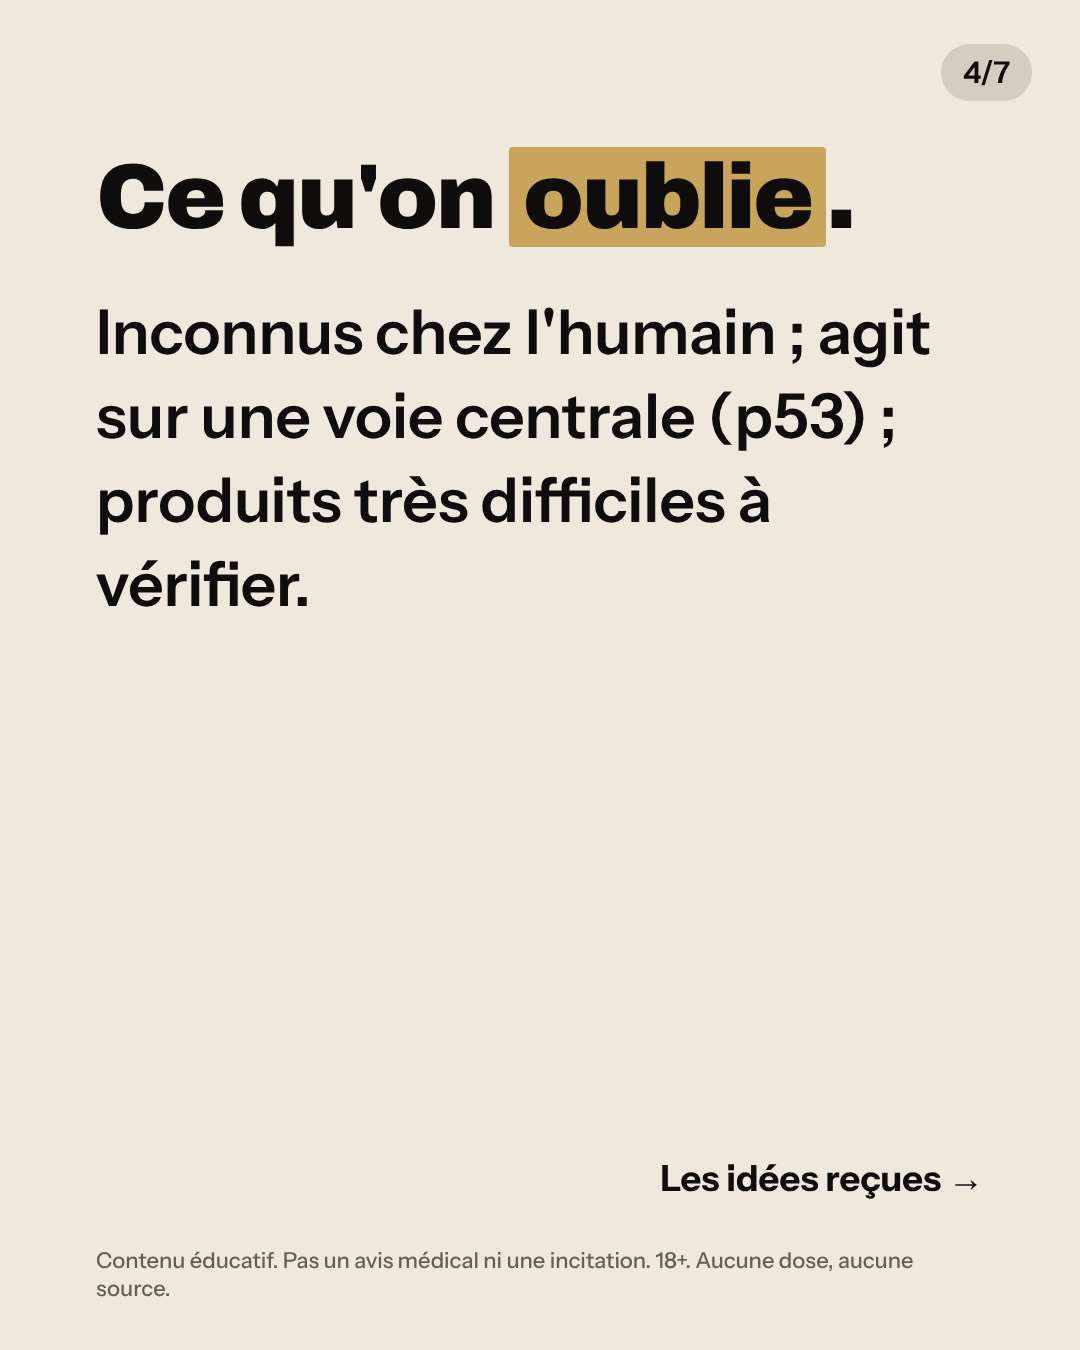 4/7
Ce qu'on oublie.
Inconnus chez l'humain ; agit
sur une voie centrale (p53) ;
produits très difficiles à
vérifier.
Les idées reçues →
Contenu éducatif. Pas un avis médical ni une incitation. 18+. Aucune dose, aucune
source.